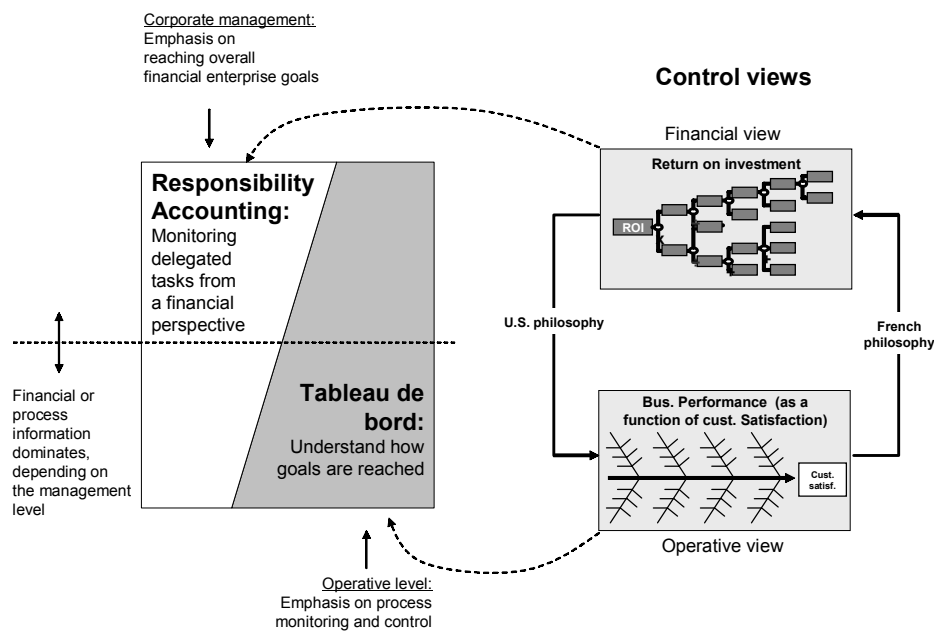 Corporate management:
Emphasis on
reaching overall
financial enterprise goals
Control views
Financial view
Return on investment
ROI
Responsibility
Accounting:
Monitoring
delegated
tasks from
a financial
perspective
U.S. philosophy
French
philosophy
Financial or
process
information
dominates,
depending on
the management
level
Tableau de
bord:
Understand how
goals are reached
Bus. Performance (as a
function of cust. Satisfaction)
Cust.
satisf.
Operative view
Operative level:
Emphasis on process
monitoring and control